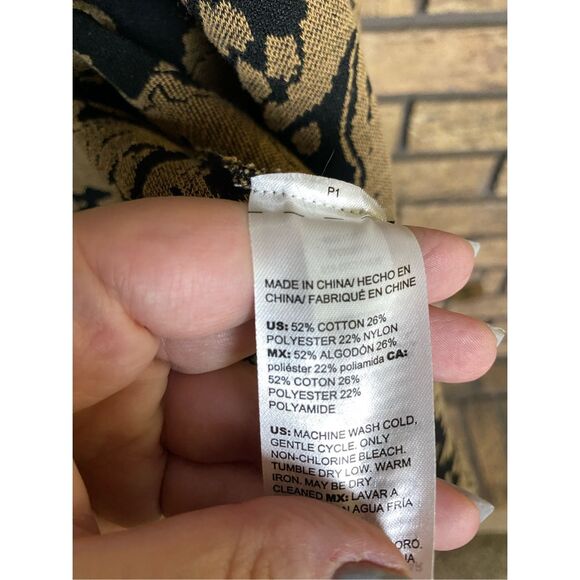 P1
MADE IN CHINA/ HECHO EN
CHINA/ FABRIQUÉ EN CHINE
US: 52% COTTON 26%
POLYESTER 22% NYLON
MX: 52% ALGODÓN 26%
poliéster 22% poliamida CA:
52% COTON 26%
POLYESTER 22%
POLYAMIDE
US: MACHINE WASH COLD,
GENTLE CYCLE. ONLY
NON-CHLORINE BLEACH.
TUMBLE DRY LOW. WARM
IRON. MAY BE DRY
CLEANED MX: LAVAR A
AGUA FRÍA